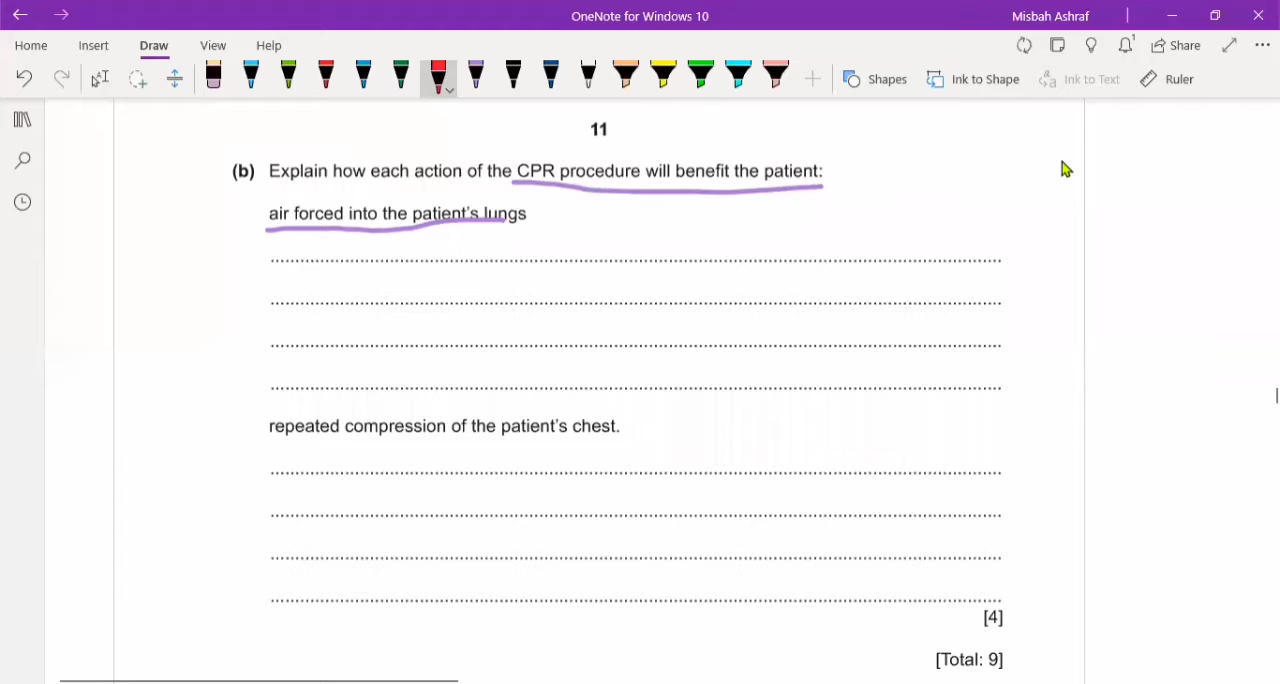 OneNote for Windows 10
Misbah Ashraf
Home Insert Draw View Help
Share
Shapes Ink to Shape Ink to Text Ruler
11
(b) Explain how each action of the CPR procedure will benefit the patient:
air forced into the patient's lungs
repeated compression of the patient's chest.
[4]
[Total: 9]